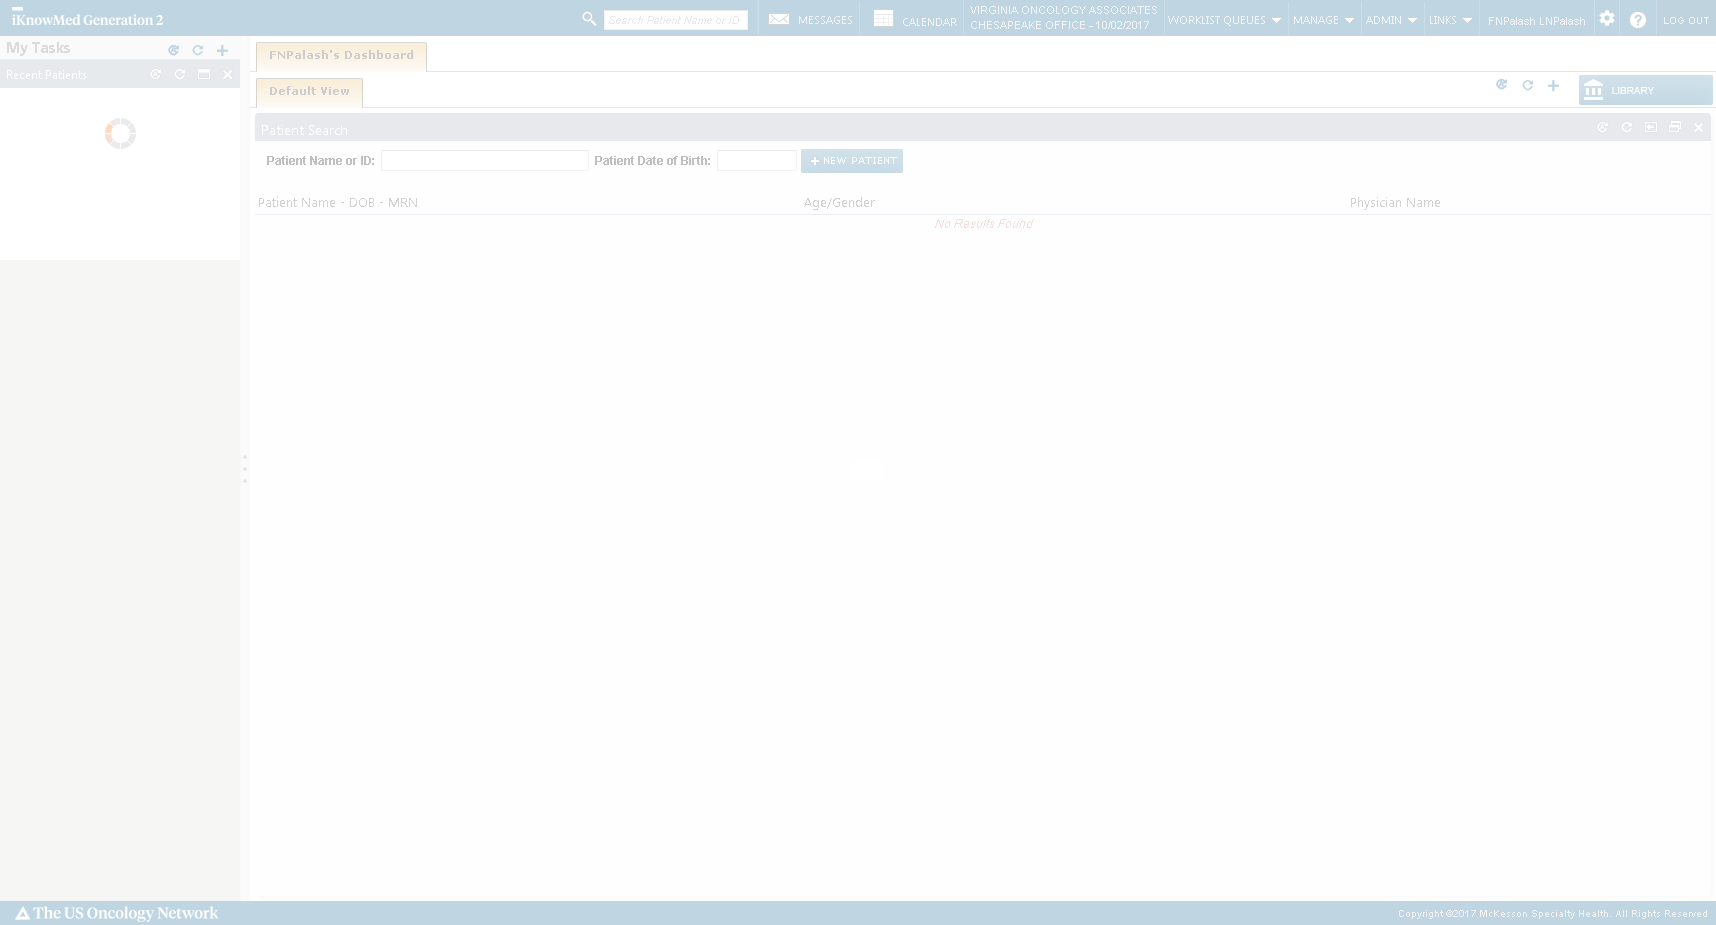 iKnowMed Generation 2
Search Patient Name or ID
MESSAGES
CALENDAR
VIRGINIA ONCOLOGY ASSOCIATES
CHESAPEAKE OFFICE - 10/02/2017
WORKLIST QUEUES
MANAGE
ADMIN
LINKS
FNPalash LNPalash
LOG OUT
My Tasks
Recent Patients
FNPalash's Dashboard
Default View
LIBRARY
Patient Search
Patient Name or ID:
Patient Date of Birth:
NEW PATIENT
Patient Name - DOB - MRN
Age/Gender
Physician Name
No Results Found
The US Oncology Network
Copyright ©2017 McKesson Specialty Health. All Rights Reserved